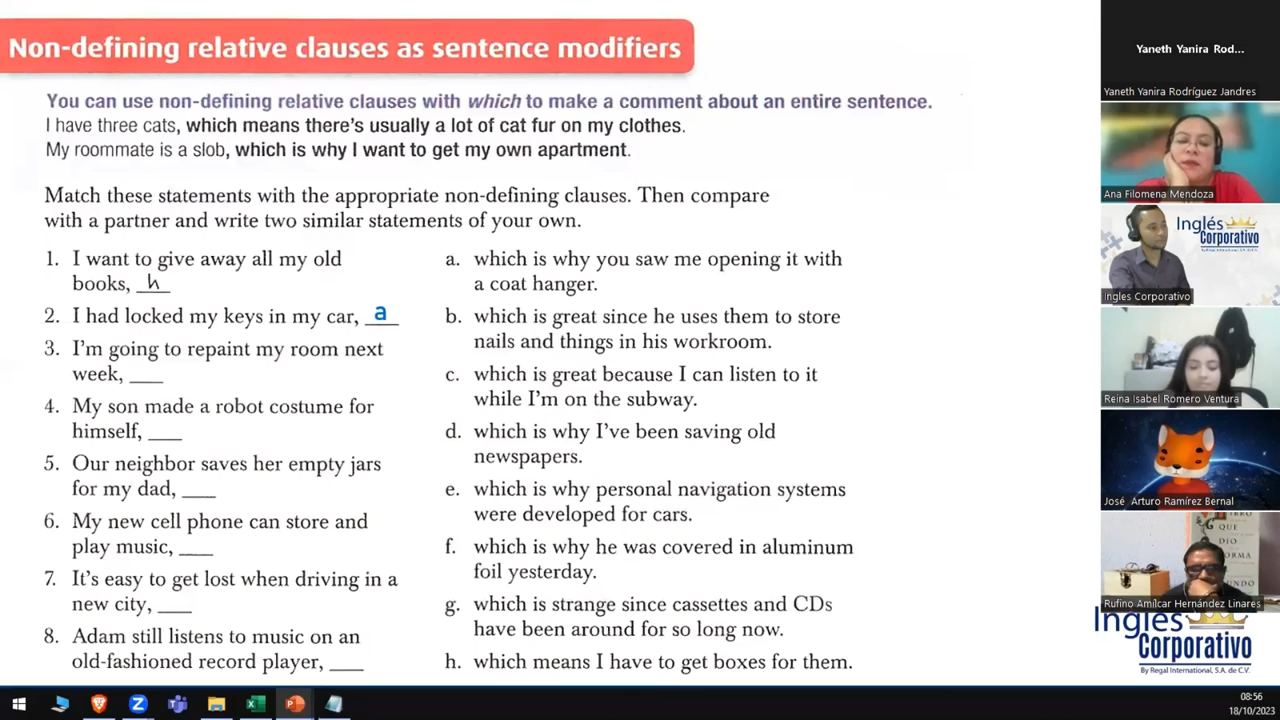 Non-defining relative clauses as sentence modifiers
You can use non-defining relative clauses with which to make a comment about an entire sentence.
I have three cats, which means there's usually a lot of cat fur on my clothes.
My roommate is a slob, which is why I want to get my own apartment.
Match these statements with the appropriate non-defining clauses. Then compare
with a partner and write two similar statements of your own.
1. I want to give away all my old
books, h
2. I had locked my keys in my car, a
3. I'm going to repaint my room next
week, ___
4. My son made a robot costume for
himself, ___
5. Our neighbor saves her empty jars
for my dad, ___
6. My new cell phone can store and
play music, ___
7. It's easy to get lost when driving in a
new city, ___
8. Adam still listens to music on an
old-fashioned record player, ___
a. which is why you saw me opening it with
a coat hanger.
b. which is great since he uses them to store
nails and things in his workroom.
c. which is great because I can listen to it
while I'm on the subway.
d. which is why I've been saving old
newspapers.
e. which is why personal navigation systems
were developed for cars.
f. which is why he was covered in aluminum
foil yesterday.
g. which is strange since cassettes and CDs
have been around for so long now.
h. which means I have to get boxes for them.
Yaneth Yanira Rod...
Yaneth Yanira Rodríguez Jandres
Ana Filomena Mendoza
Inglés
Corporativo
Ingles Corporativo
Reina Isabel Romero Ventura
José Arturo Ramírez Bernal
QUE
DIO
Rufino Amílcar Hernández Linares
Inglés
Corporativo
By Regal International, S.A. de C.V.
08:56
18/10/2023